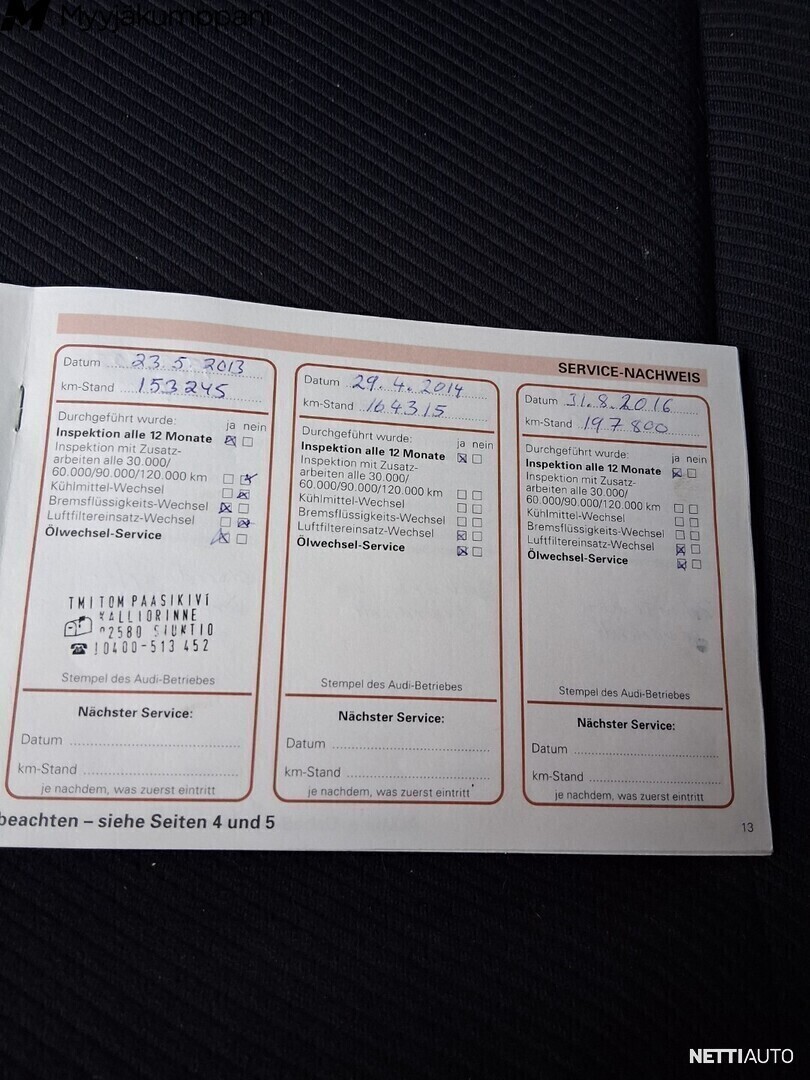 Myyjäkumppani
SERVICE-NACHWEIS
Datum 23.5.2013
km-Stand 153245
Durchgeführt wurde:
ja nein
Inspektion alle 12 Monate
Inspektion mit Zusatz-
arbeiten alle 30.000/
60.000/90.000/120.000 km
Kühlmittel-Wechsel
Bremsflüssigkeits-Wechsel
Luftfiltereinsatz-Wechsel
Ölwechsel-Service
TMI TOM PAASIKIVI
KALLIORINNE
02580 SIUNTIO
0400-513 452
Stempel des Audi-Betriebes
Nächster Service:
Datum
km-Stand
je nachdem, was zuerst eintritt
Datum 29.4.2014
km-Stand 164315
Durchgeführt wurde:
ja nein
Inspektion alle 12 Monate
Inspektion mit Zusatz-
arbeiten alle 30.000/
60.000/90.000/120.000 km
Kühlmittel-Wechsel
Bremsflüssigkeits-Wechsel
Luftfiltereinsatz-Wechsel
Ölwechsel-Service
Stempel des Audi-Betriebes
Nächster Service:
Datum
km-Stand
je nachdem, was zuerst eintritt
Datum 31.8.2016
km-Stand 197800
Durchgeführt wurde:
ja nein
Inspektion alle 12 Monate
Inspektion mit Zusatz-
arbeiten alle 30.000/
60.000/90.000/120.000 km
Kühlmittel-Wechsel
Bremsflüssigkeits-Wechsel
Luftfiltereinsatz-Wechsel
Ölwechsel-Service
Stempel des Audi-Betriebes
Nächster Service:
Datum
km-Stand
je nachdem, was zuerst eintritt
beachten – siehe Seiten 4 und 5
13
NETTIAUTO